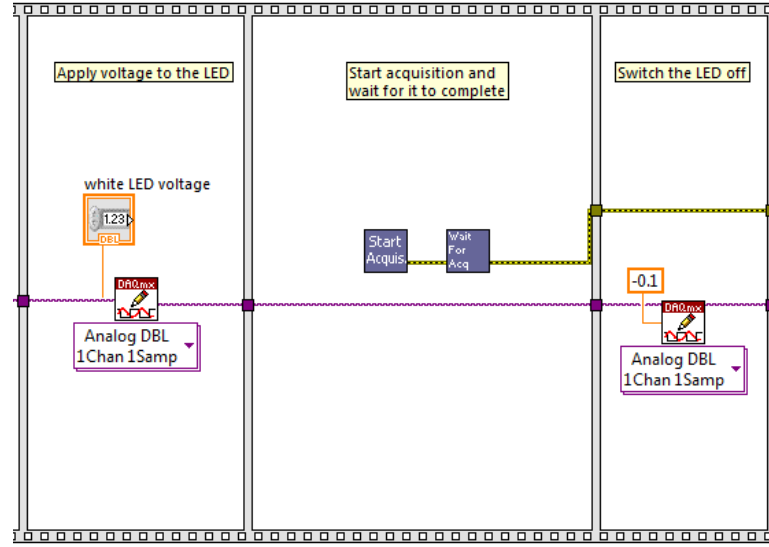 Apply voltage to the LED
Start acquisition and
wait for it to complete
Switch the LED off
white LED voltage
1.23
DBL
Start
Acquis.
Wait
For
Acq
DAQmx
Analog DBL
1Chan 1Samp
-0.1
DAQmx
Analog DBL
1Chan 1Samp